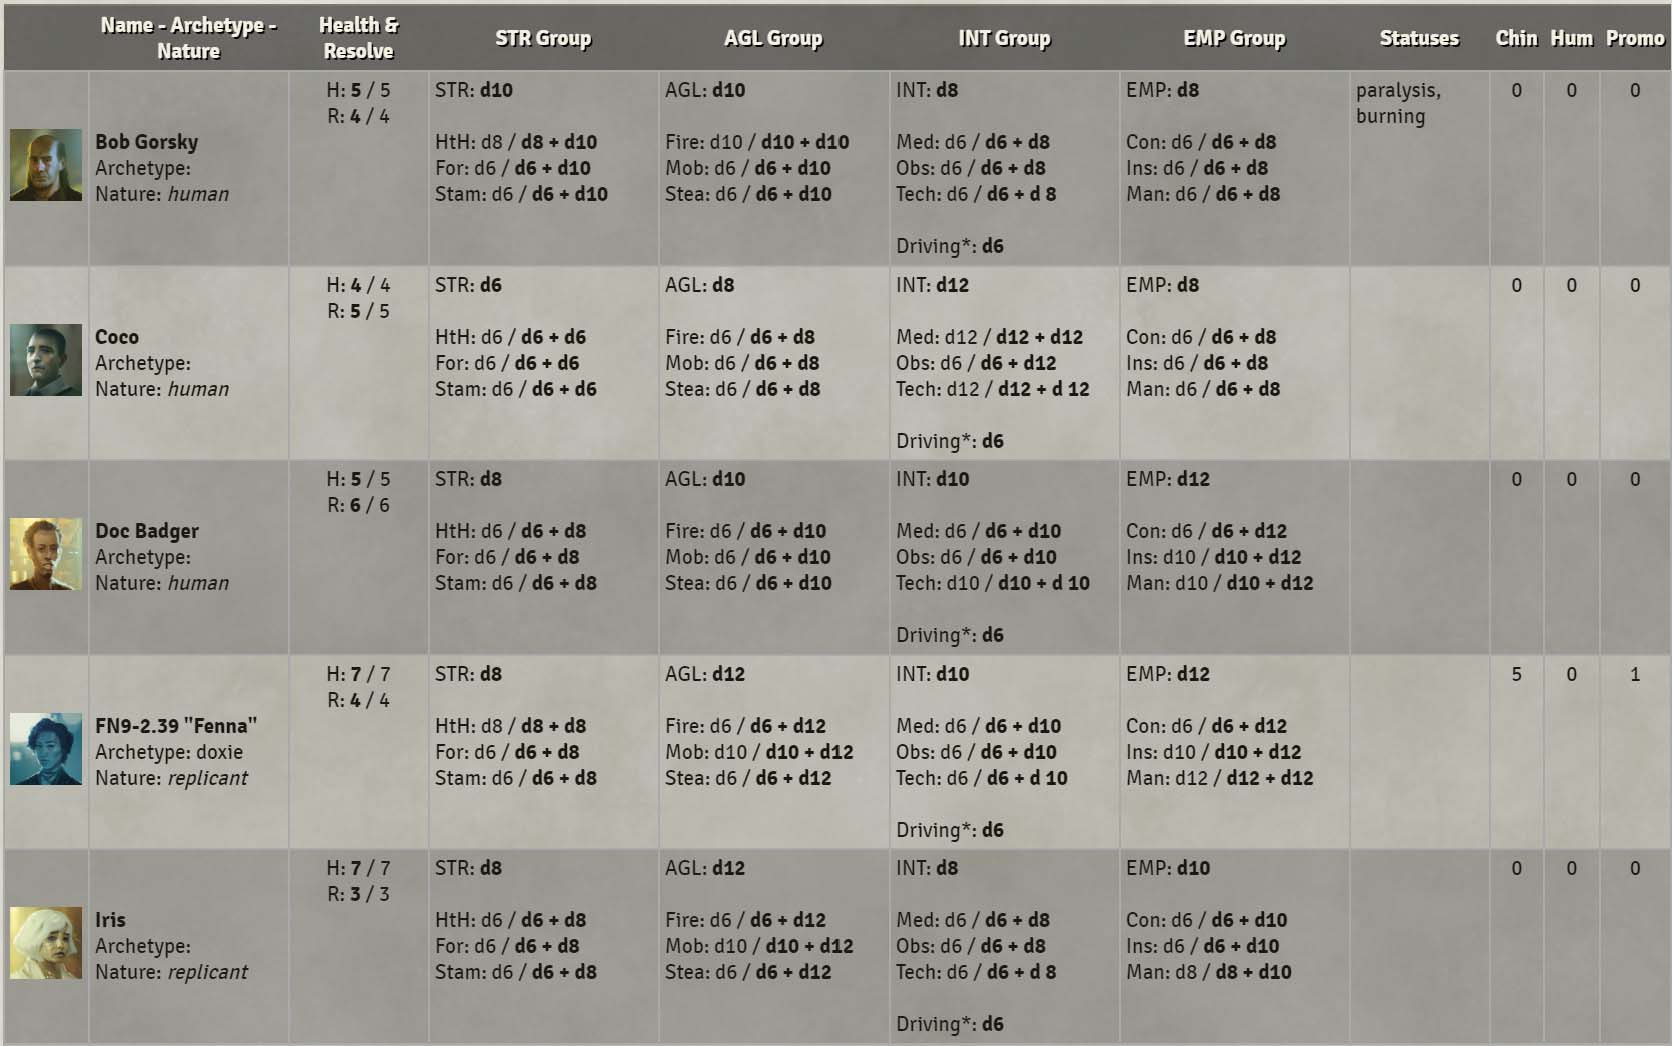 Name - Archetype - Nature
Health & Resolve
STR Group
AGL Group
INT Group
EMP Group
Statuses
Chin
Hum
Promo
Bob Gorsky
Archetype:
Nature: human
H: 5 / 5
R: 4 / 4
STR: d10
HtH: d8 / d8 + d10
For: d6 / d6 + d10
Stam: d6 / d6 + d10
AGL: d10
Fire: d10 / d10 + d10
Mob: d6 / d6 + d10
Stea: d6 / d6 + d10
INT: d8
Med: d6 / d6 + d8
Obs: d6 / d6 + d8
Tech: d6 / d6 + d 8
Driving*: d6
EMP: d8
Con: d6 / d6 + d8
Ins: d6 / d6 + d8
Man: d6 / d6 + d8
paralysis,
burning
0
0
0
Coco
Archetype:
Nature: human
H: 4 / 4
R: 5 / 5
STR: d6
HtH: d6 / d6 + d6
For: d6 / d6 + d6
Stam: d6 / d6 + d6
AGL: d8
Fire: d6 / d6 + d8
Mob: d6 / d6 + d8
Stea: d6 / d6 + d8
INT: d12
Med: d12 / d12 + d12
Obs: d6 / d6 + d12
Tech: d12 / d12 + d 12
Driving*: d6
EMP: d8
Con: d6 / d6 + d8
Ins: d6 / d6 + d8
Man: d6 / d6 + d8
0
0
0
Doc Badger
Archetype:
Nature: human
H: 5 / 5
R: 6 / 6
STR: d8
HtH: d6 / d6 + d8
For: d6 / d6 + d8
Stam: d6 / d6 + d8
AGL: d10
Fire: d6 / d6 + d10
Mob: d6 / d6 + d10
Stea: d6 / d6 + d10
INT: d10
Med: d6 / d6 + d10
Obs: d6 / d6 + d10
Tech: d10 / d10 + d 10
Driving*: d6
EMP: d12
Con: d6 / d6 + d12
Ins: d10 / d10 + d12
Man: d10 / d10 + d12
0
0
0
FN9-2.39 "Fenna"
Archetype: doxie
Nature: replicant
H: 7 / 7
R: 4 / 4
STR: d8
HtH: d8 / d8 + d8
For: d6 / d6 + d8
Stam: d6 / d6 + d8
AGL: d12
Fire: d6 / d6 + d12
Mob: d10 / d10 + d12
Stea: d6 / d6 + d12
INT: d10
Med: d6 / d6 + d10
Obs: d6 / d6 + d10
Tech: d6 / d6 + d 10
Driving*: d6
EMP: d12
Con: d6 / d6 + d12
Ins: d10 / d10 + d12
Man: d12 / d12 + d12
5
0
1
Iris
Archetype:
Nature: replicant
H: 7 / 7
R: 3 / 3
STR: d8
HtH: d6 / d6 + d8
For: d6 / d6 + d8
Stam: d6 / d6 + d8
AGL: d12
Fire: d6 / d6 + d12
Mob: d10 / d10 + d12
Stea: d6 / d6 + d12
INT: d8
Med: d6 / d6 + d8
Obs: d6 / d6 + d8
Tech: d6 / d6 + d 8
Driving*: d6
EMP: d10
Con: d6 / d6 + d10
Ins: d6 / d6 + d10
Man: d8 / d8 + d10
0
0
0